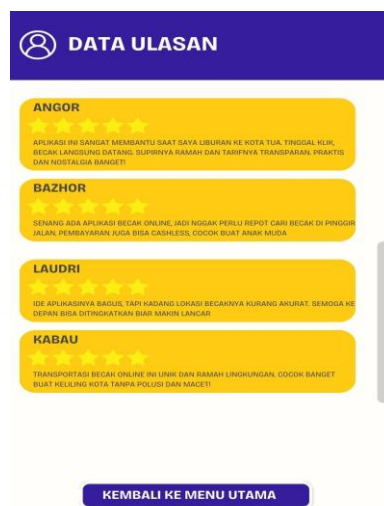 DATA ULASAN
ANGOR
APLIKASI INI SANGAT MEMBANTU SAAT SAYA LIBURAN KE KOTA TUA. TINGGAL KLIK,
BECAK LANGSUNG DATANG. SUPIRNYA RAMAH DAN TARIFNYA TRANSPARAN. PRAKTIS
DAN NOSTALGIA BANGET!
BAZHOR
SENANG ADA APLIKASI BECAK ONLINE, JADI NGGAK PERLU REPOT CARI BECAK DI PINGGIR
JALAN. PEMBAYARAN JUGA BISA CASHLESS, COCOK BUAT ANAK MUDA
LAUDRI
IDE APLIKASINYA BAGUS, TAPI KADANG LOKASI BECAKNYA KURANG AKURAT. SEMOGA KE
DEPAN BISA DITINGKATKAN BIAR MAKIN LANCAR
KABAU
TRANSPORTASI BECAK ONLINE INI UNIK DAN RAMAH LINGKUNGAN. COCOK BANGET
BUAT KELILING KOTA TANPA POLUSI DAN MACET!
KEMBALI KE MENU UTAMA